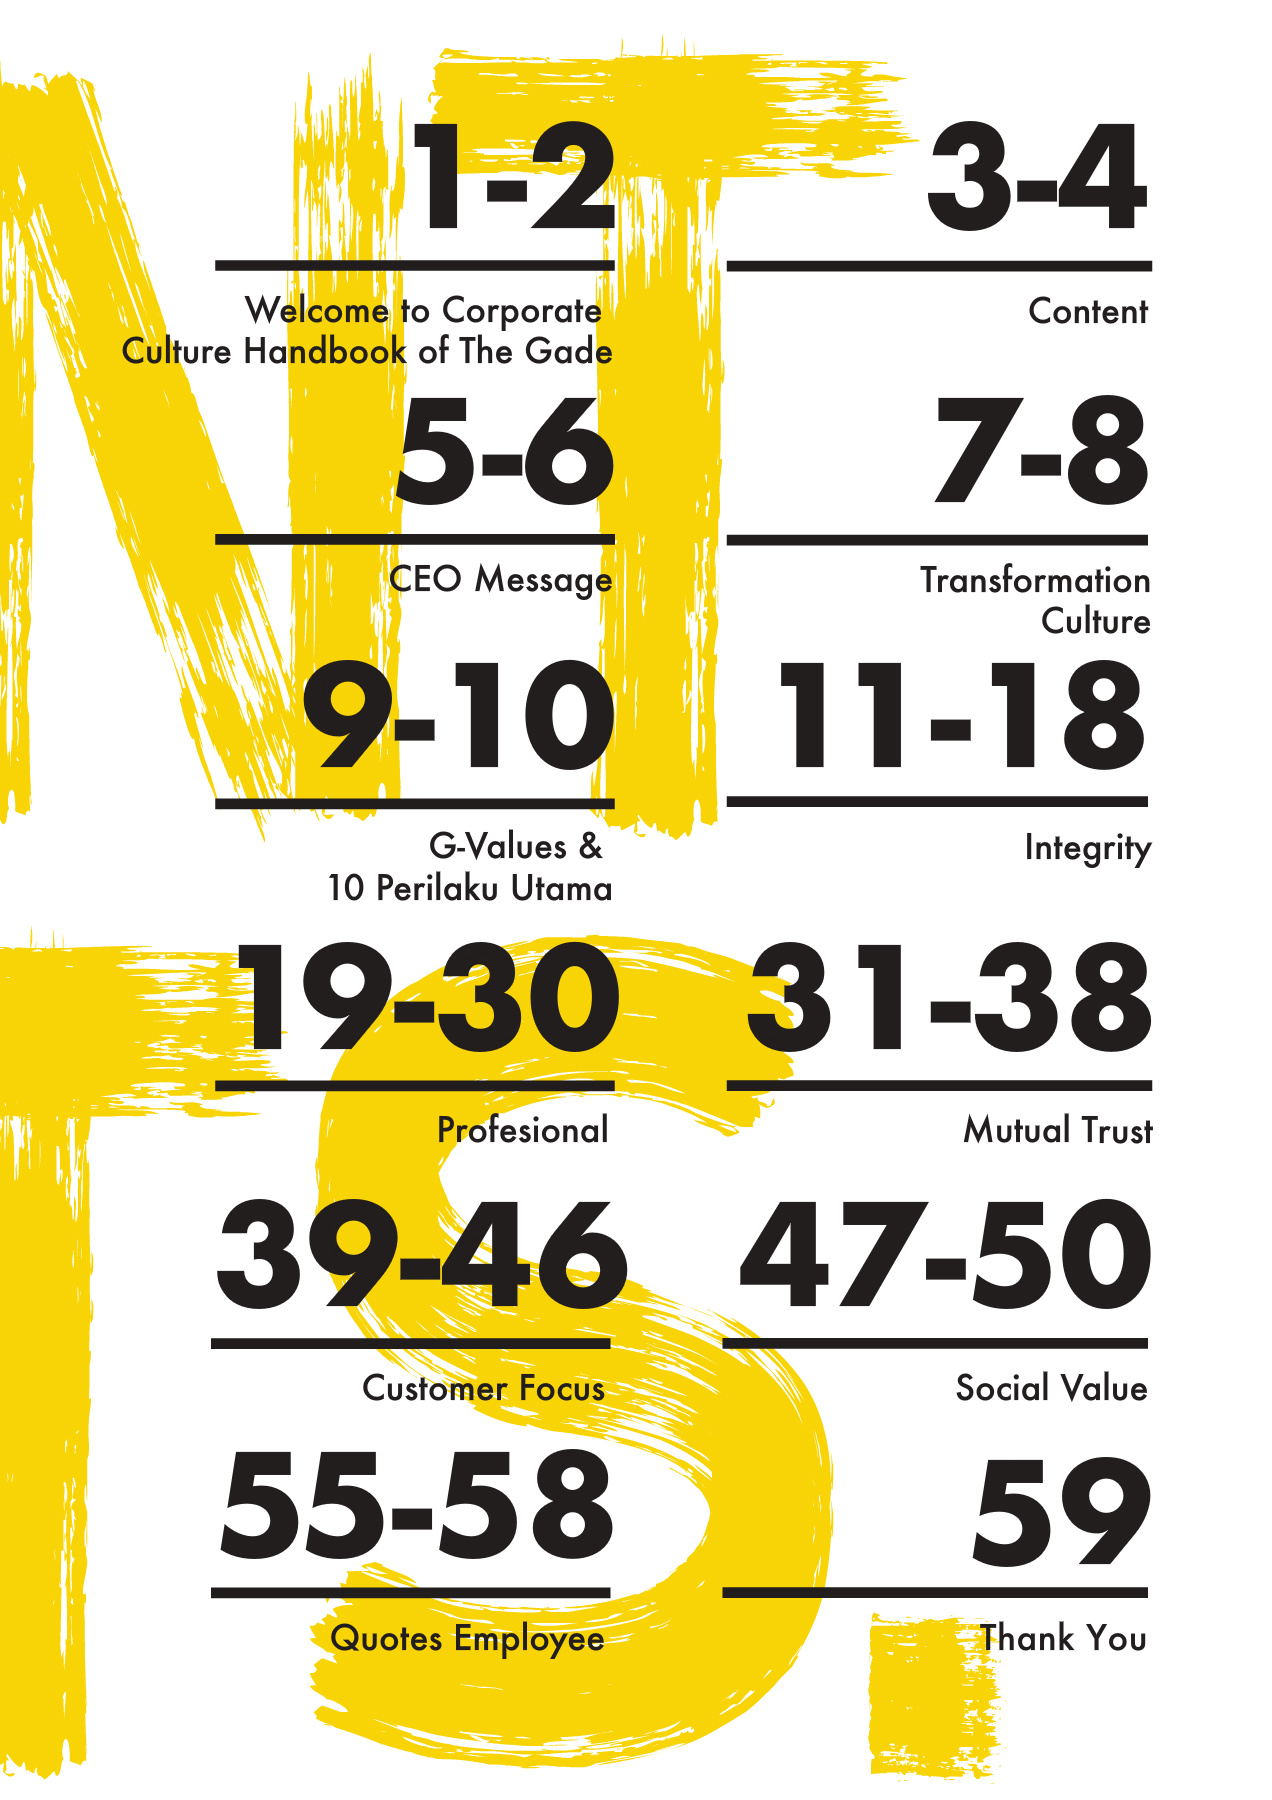 NT
1-2
Welcome to Corporate
Culture Handbook of The Gade
3-4
Content
5-6
CEO Message
7-8
Transformation
Culture
9-10
G-Values &
10 Perilaku Utama
11-18
Integrity
TS.
19-30
Profesional
31-38
Mutual Trust
39-46
Customer Focus
47-50
Social Value
55-58
Quotes Employee
59
Thank You